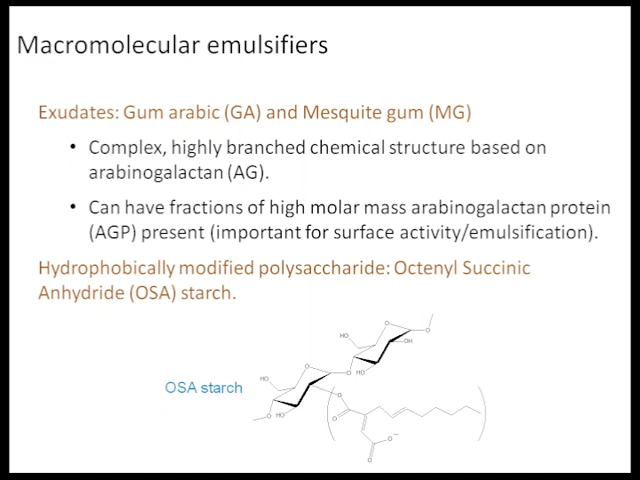 Macromolecular emulsifiers
Exudates: Gum arabic (GA) and Mesquite gum (MG)
• Complex, highly branched chemical structure based on
arabinogalactan (AG).
• Can have fractions of high molar mass arabinogalactan protein
(AGP) present (important for surface activity/emulsification).
Hydrophobically modified polysaccharide: Octenyl Succinic
Anhydride (OSA) starch.
HO
O
O
OH
O
HO
O
HO
OSA starch
O
HO
O
O
O
O